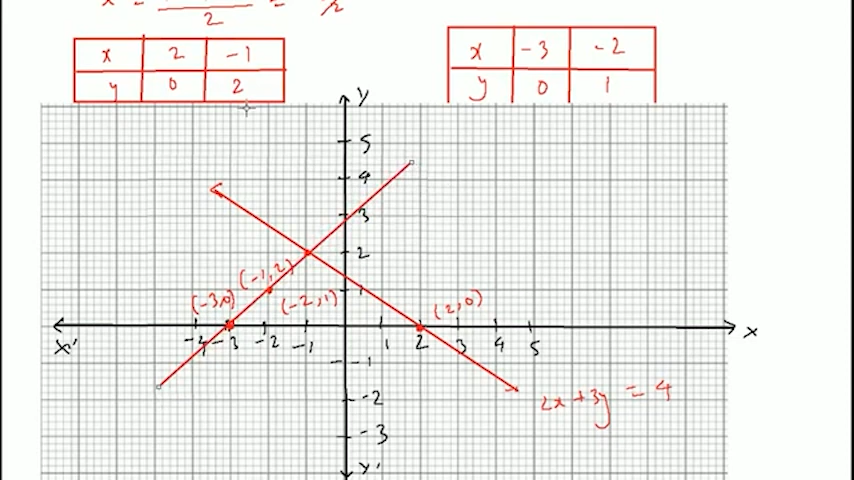 2
x 2 -1
y 0 2
x -3 -2
y 0 1
y
5
4
3
2
(-1,2)
(-3,0) (-2,1) 1 (2,0)
x' -4 -3 -2 -1 1 2 3 4 5 x
-1
-2 2x+3y = 4
-3
y'